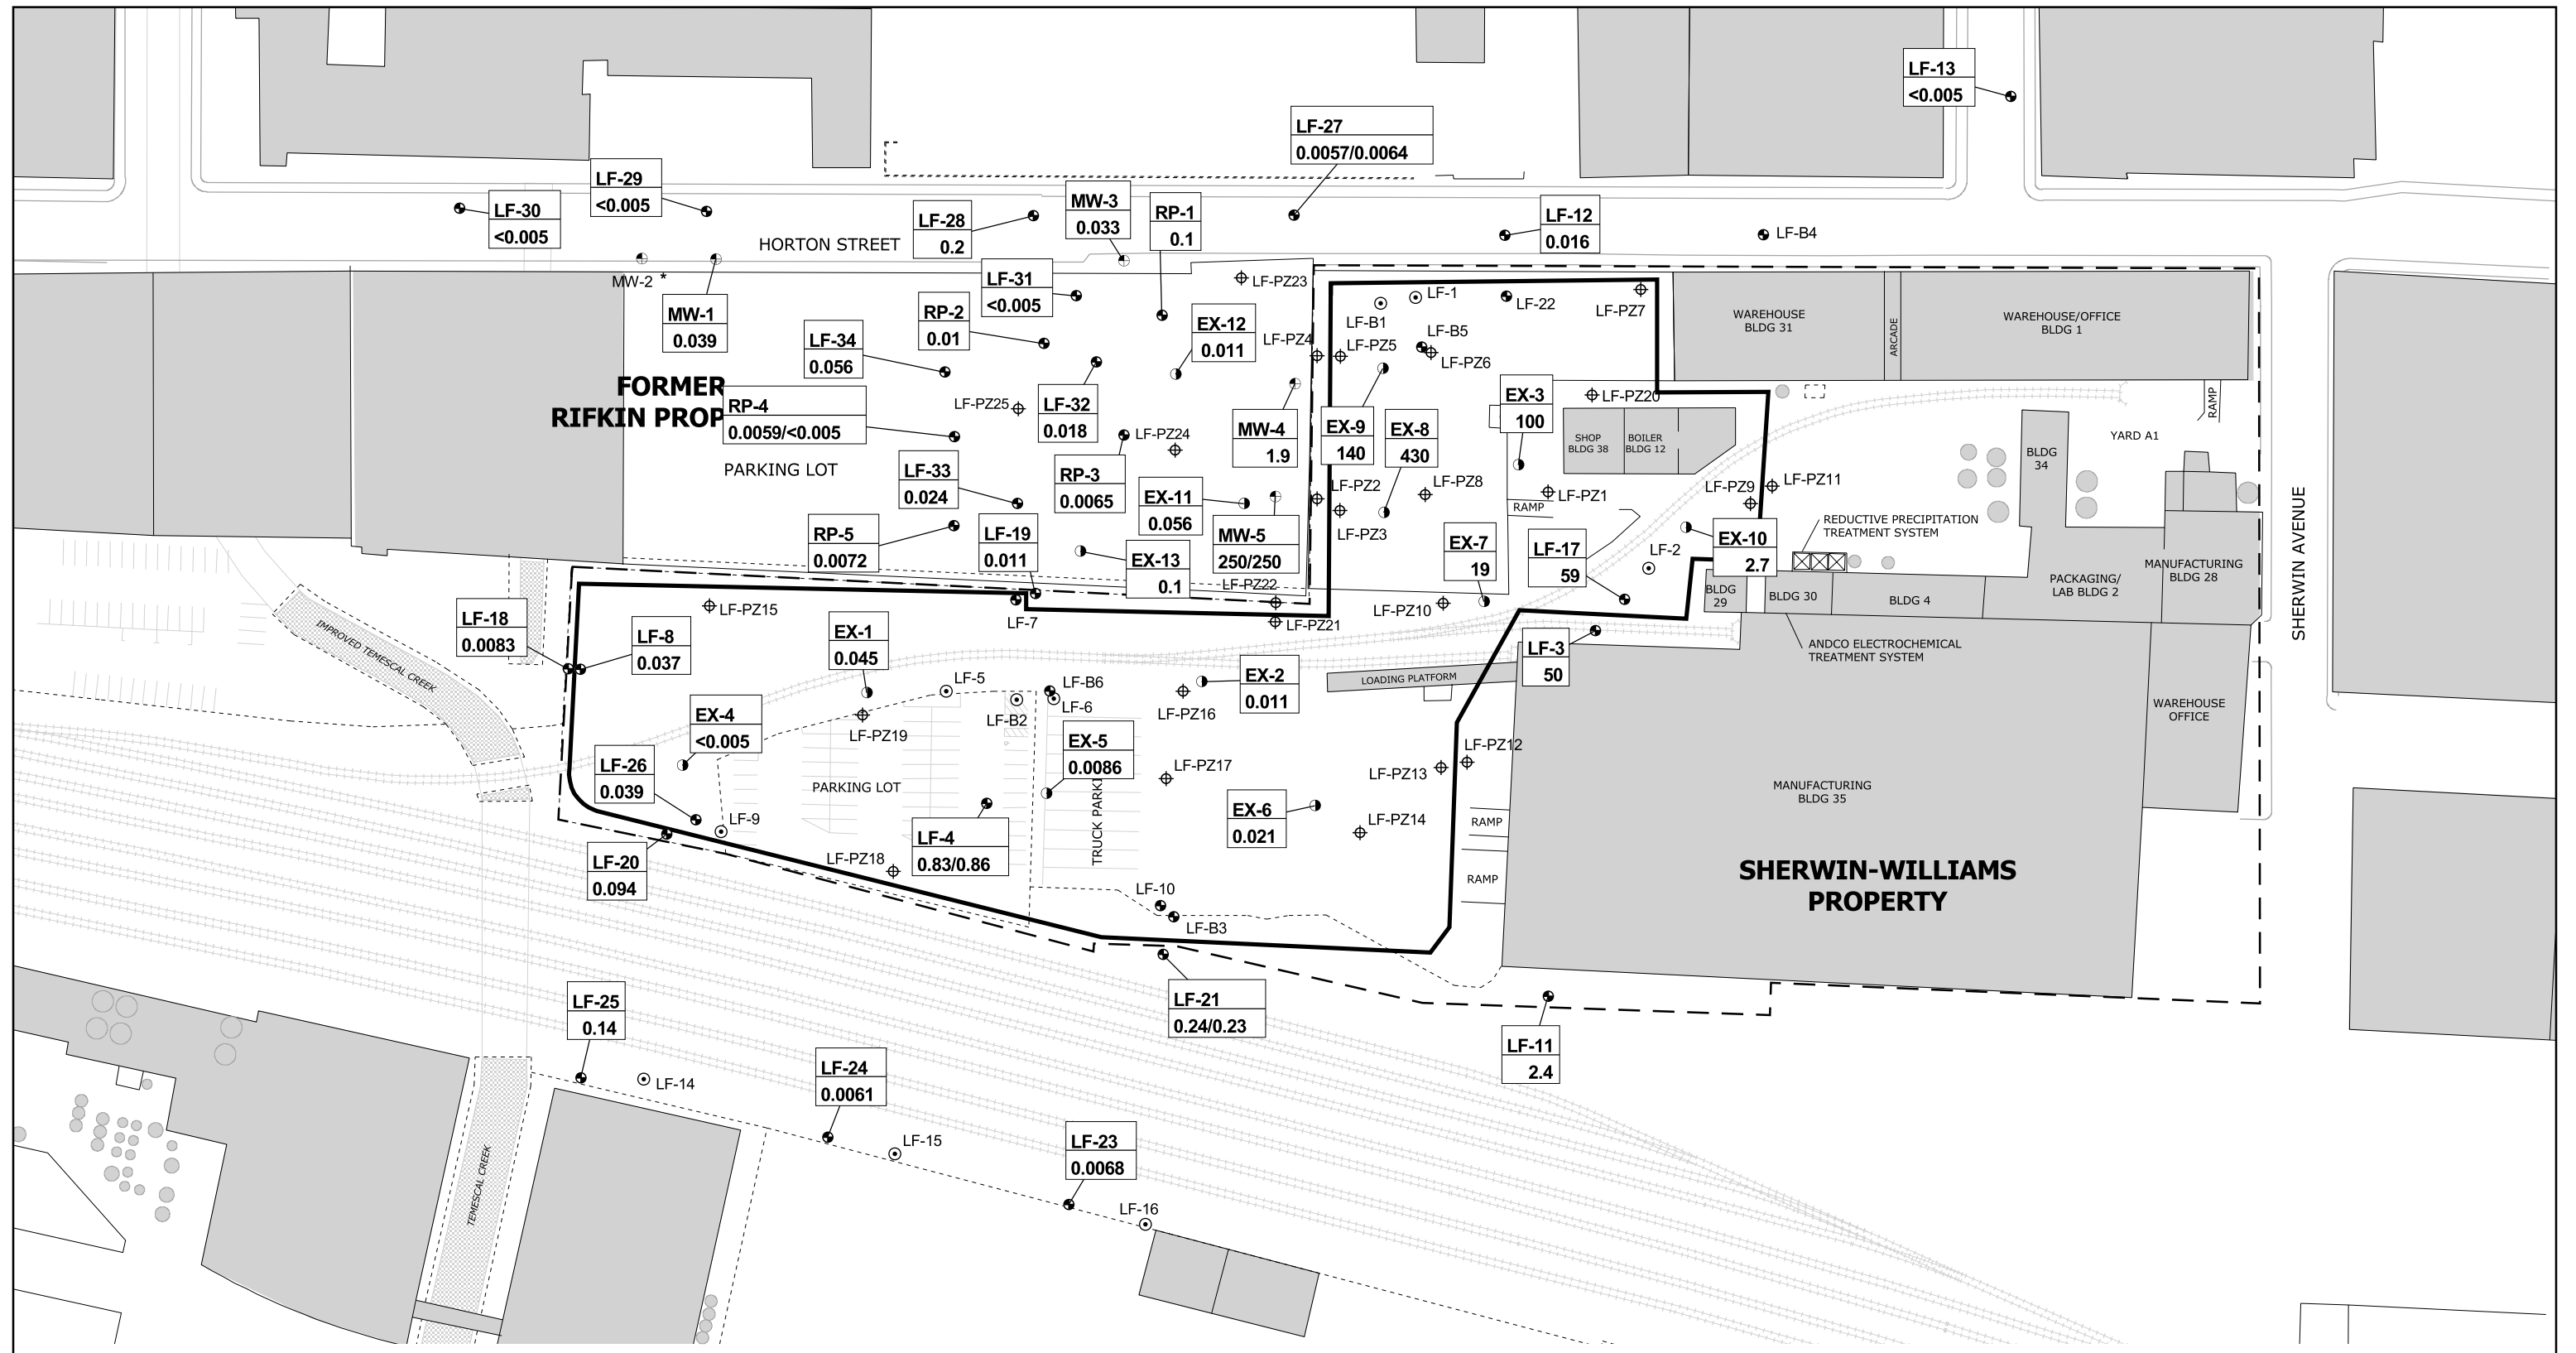 LF-13
<0.005
LF-27
0.0057/0.0064
LF-29
<0.005
LF-30
<0.005
MW-3
0.033
RP-1
0.1
LF-28
0.2
LF-12
0.016
LF-B4
HORTON STREET
MW-2 *
LF-31
<0.005
LF-PZ23
LF-1
LF-B1
LF-22
LF-PZ7
MW-1
0.039
RP-2
0.01
LF-34
0.056
EX-12
0.011
LF-PZ4
LF-PZ5
LF-B5
LF-PZ6
WAREHOUSE
BLDG 31
ARCADE
WAREHOUSE/OFFICE
BLDG 1
FORMER
RIFKIN PROP
RP-4
0.0059/<0.005
LF-PZ25
LF-32
0.018
LF-PZ24
MW-4
1.9
EX-9
140
EX-8
430
EX-3
100
LF-PZ20
SHOP
BLDG 38
BOILER
BLDG 12
RAMP
YARD A1
BLDG
34
PARKING LOT
LF-33
0.024
RP-3
0.0065
EX-11
0.056
LF-PZ2
LF-PZ3
LF-PZ8
LF-PZ1
RAMP
LF-PZ9
LF-PZ11
RP-5
0.0072
LF-19
0.011
EX-13
0.1
MW-5
250/250
LF-PZ22
EX-7
19
LF-17
59
LF-2
EX-10
2.7
REDUCTIVE PRECIPITATION
TREATMENT SYSTEM
SHERWIN AVENUE
MANUFACTURING
BLDG 28
PACKAGING/
LAB BLDG 2
BLDG
29
BLDG 30
BLDG 4
LF-18
0.0083
LF-8
0.037
LF-PZ15
EX-1
0.045
LF-7
LF-PZ21
LF-PZ10
LF-3
50
ANDCO ELECTROCHEMICAL
TREATMENT SYSTEM
IMPROVED TEMESCAL CREEK
LF-5
LF-B2
LF-B6
LF-6
LF-PZ16
EX-2
0.011
LOADING PLATFORM
WAREHOUSE
OFFICE
EX-4
<0.005
LF-PZ19
EX-5
0.0086
LF-PZ12
LF-PZ13
LF-26
0.039
PARKING LOT
TRUCK PARKI
LF-PZ17
EX-6
0.021
LF-PZ14
MANUFACTURING
BLDG 35
LF-9
RAMP
LF-20
0.094
LF-PZ18
LF-4
0.83/0.86
RAMP
SHERWIN-WILLIAMS
PROPERTY
LF-10
LF-B3
LF-21
0.24/0.23
LF-25
0.14
LF-11
2.4
LF-14
LF-24
0.0061
LF-15
LF-23
0.0068
LF-16
TEMESCAL CREEK